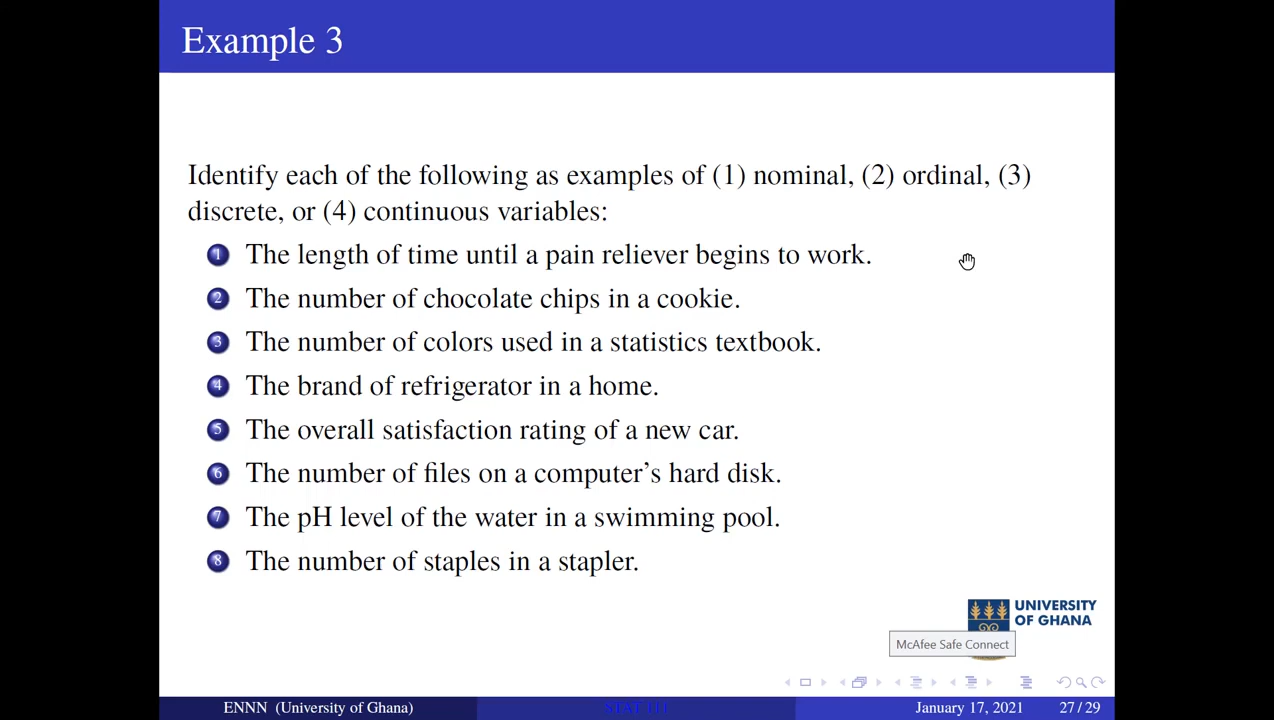 Example 3
Identify each of the following as examples of (1) nominal, (2) ordinal, (3)
discrete, or (4) continuous variables:
1 The length of time until a pain reliever begins to work.
2 The number of chocolate chips in a cookie.
3 The number of colors used in a statistics textbook.
4 The brand of refrigerator in a home.
5 The overall satisfaction rating of a new car.
6 The number of files on a computer's hard disk.
7 The pH level of the water in a swimming pool.
8 The number of staples in a stapler.
UNIVERSITY
OF GHANA
McAfee Safe Connect
ENNN (University of Ghana) STAT 111 January 17, 2021 27 / 29